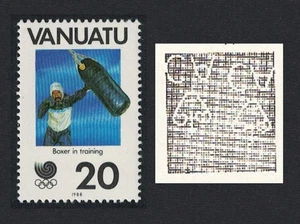 VANUATU
Boxer in training
20
1988